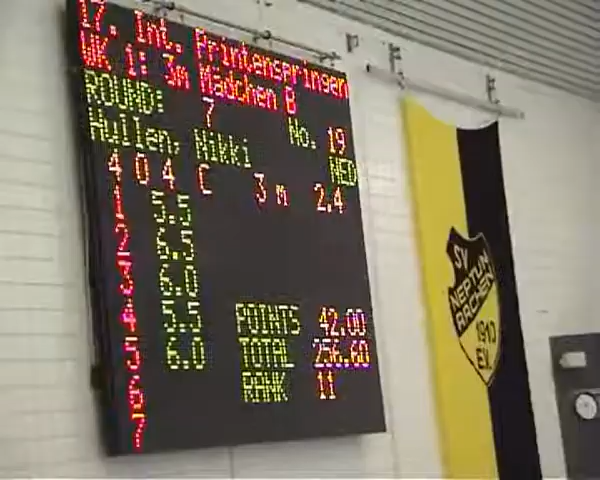 17. Int. Printenspringen
WK 1: 3m Mädchen B
ROUND: 7 No. 19
Hullen, Nikki NED
404 C 3m 2.4
1 5.5
2 6.5
3 6.0
4 5.5 POINTS 42.00
5 6.0 TOTAL 256.60
6 RANK 11
7
SV
NEPTUN
AACHEN
1910
E.V.